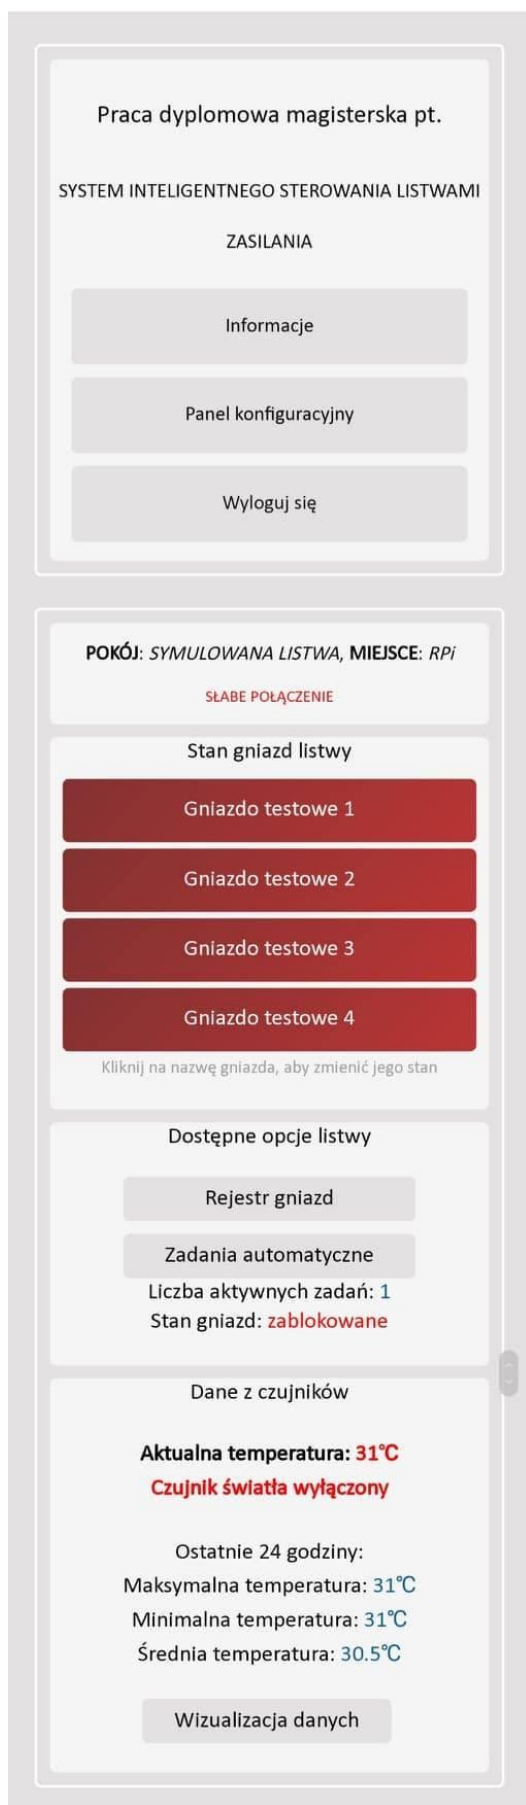 Praca dyplomowa magisterska pt.
SYSTEM INTELIGENTNEGO STEROWANIA LISTWAMI
ZASILANIA
Informacje
Panel konfiguracyjny
Wyloguj się
POKÓJ: SYMULOWANA LISTWA, MIEJSCE: RPi
SŁABE POŁĄCZENIE
Stan gniazd listwy
Gniazdo testowe 1
Gniazdo testowe 2
Gniazdo testowe 3
Gniazdo testowe 4
Kliknij na nazwę gniazda, aby zmienić jego stan
Dostępne opcje listwy
Rejestr gniazd
Zadania automatyczne
Liczba aktywnych zadań: 1
Stan gniazd: zablokowane
Dane z czujników
Aktualna temperatura: 31℃
Czujnik światła wyłączony
Ostatnie 24 godziny:
Maksymalna temperatura: 31℃
Minimalna temperatura: 31℃
Średnia temperatura: 30.5℃
Wizualizacja danych